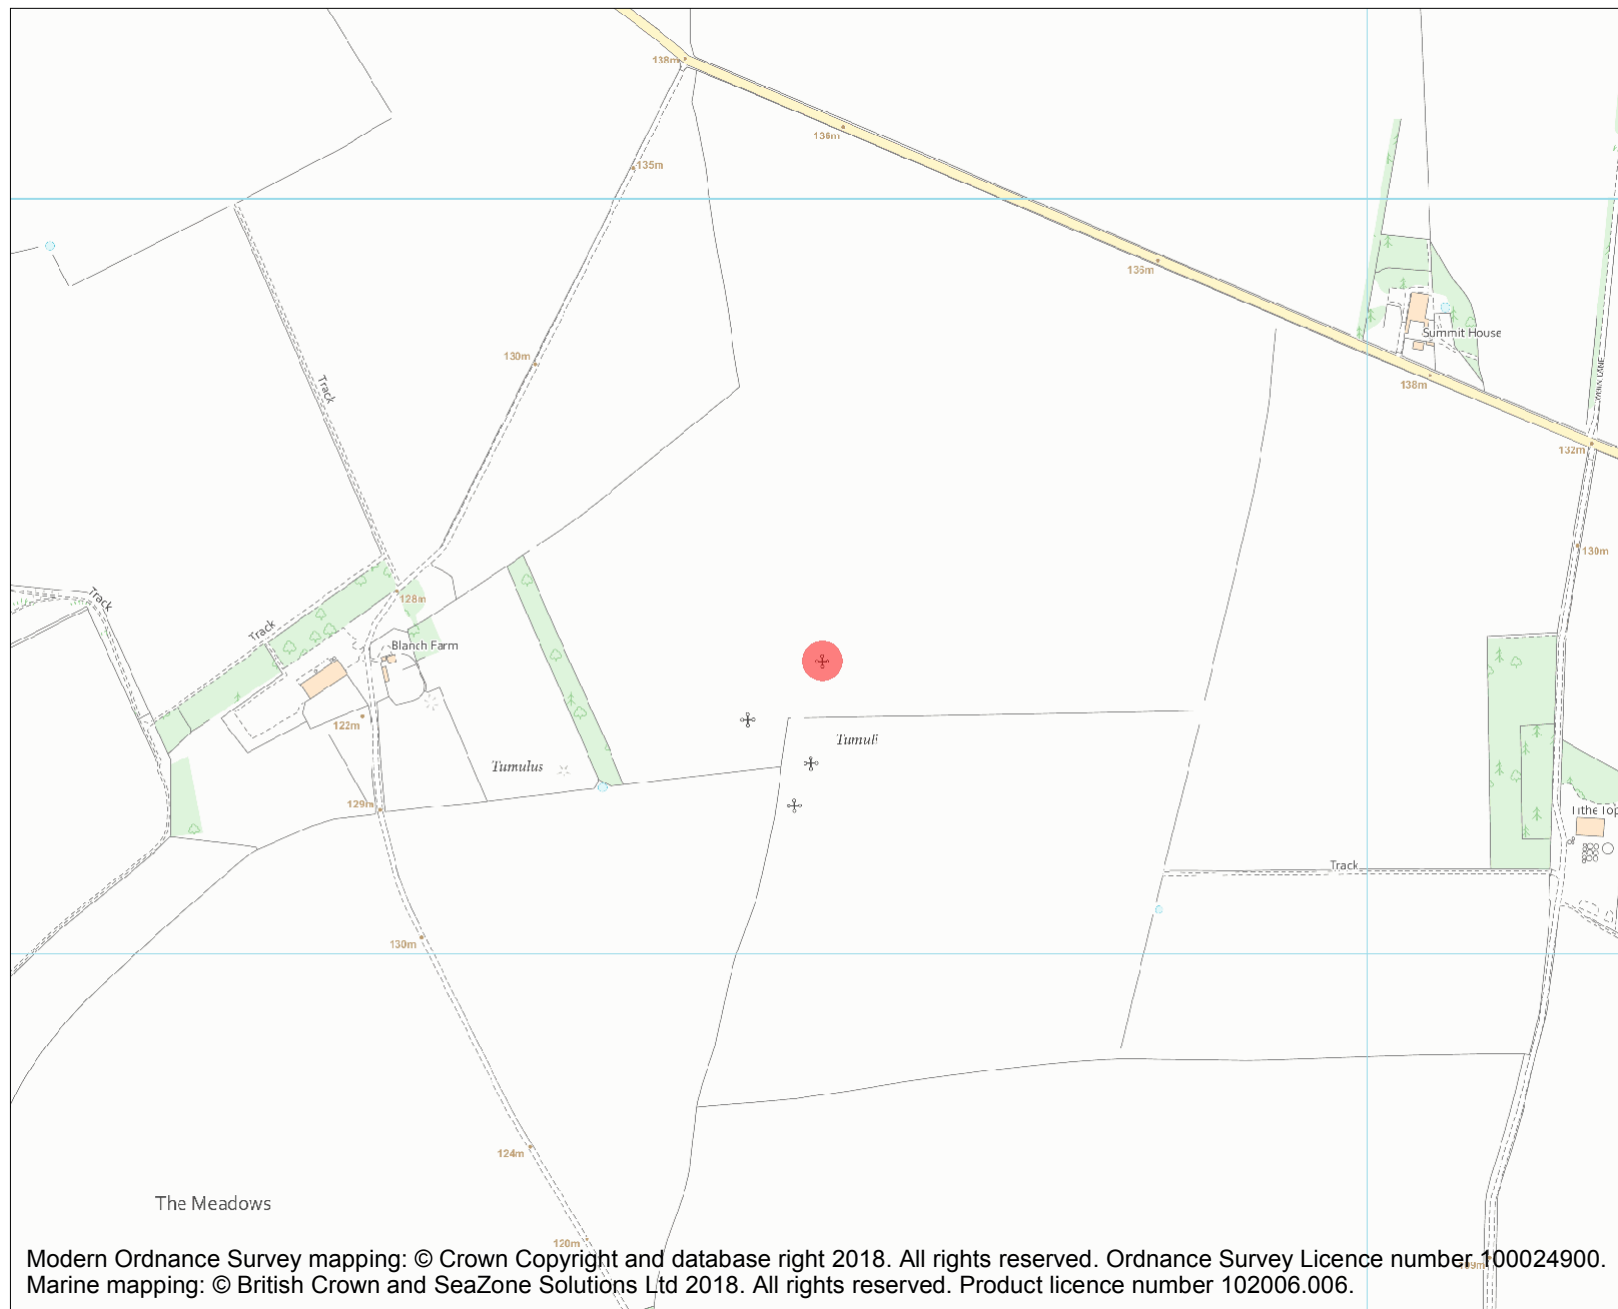 138m
136m
135m
136m
Summit House
130m
Track
138m
132m
130m
Track
128m
Track
Blanch Farm
122m
Tumuli
Tumulus
129m
Tithe Top
Track
130m
124m
The Meadows
120m
Modern Ordnance Survey mapping: © Crown Copyright and database right 2018. All rights reserved. Ordnance Survey Licence number 100024900.
Marine mapping: © British Crown and SeaZone Solutions Ltd 2018. All rights reserved. Product licence number 102006.006.